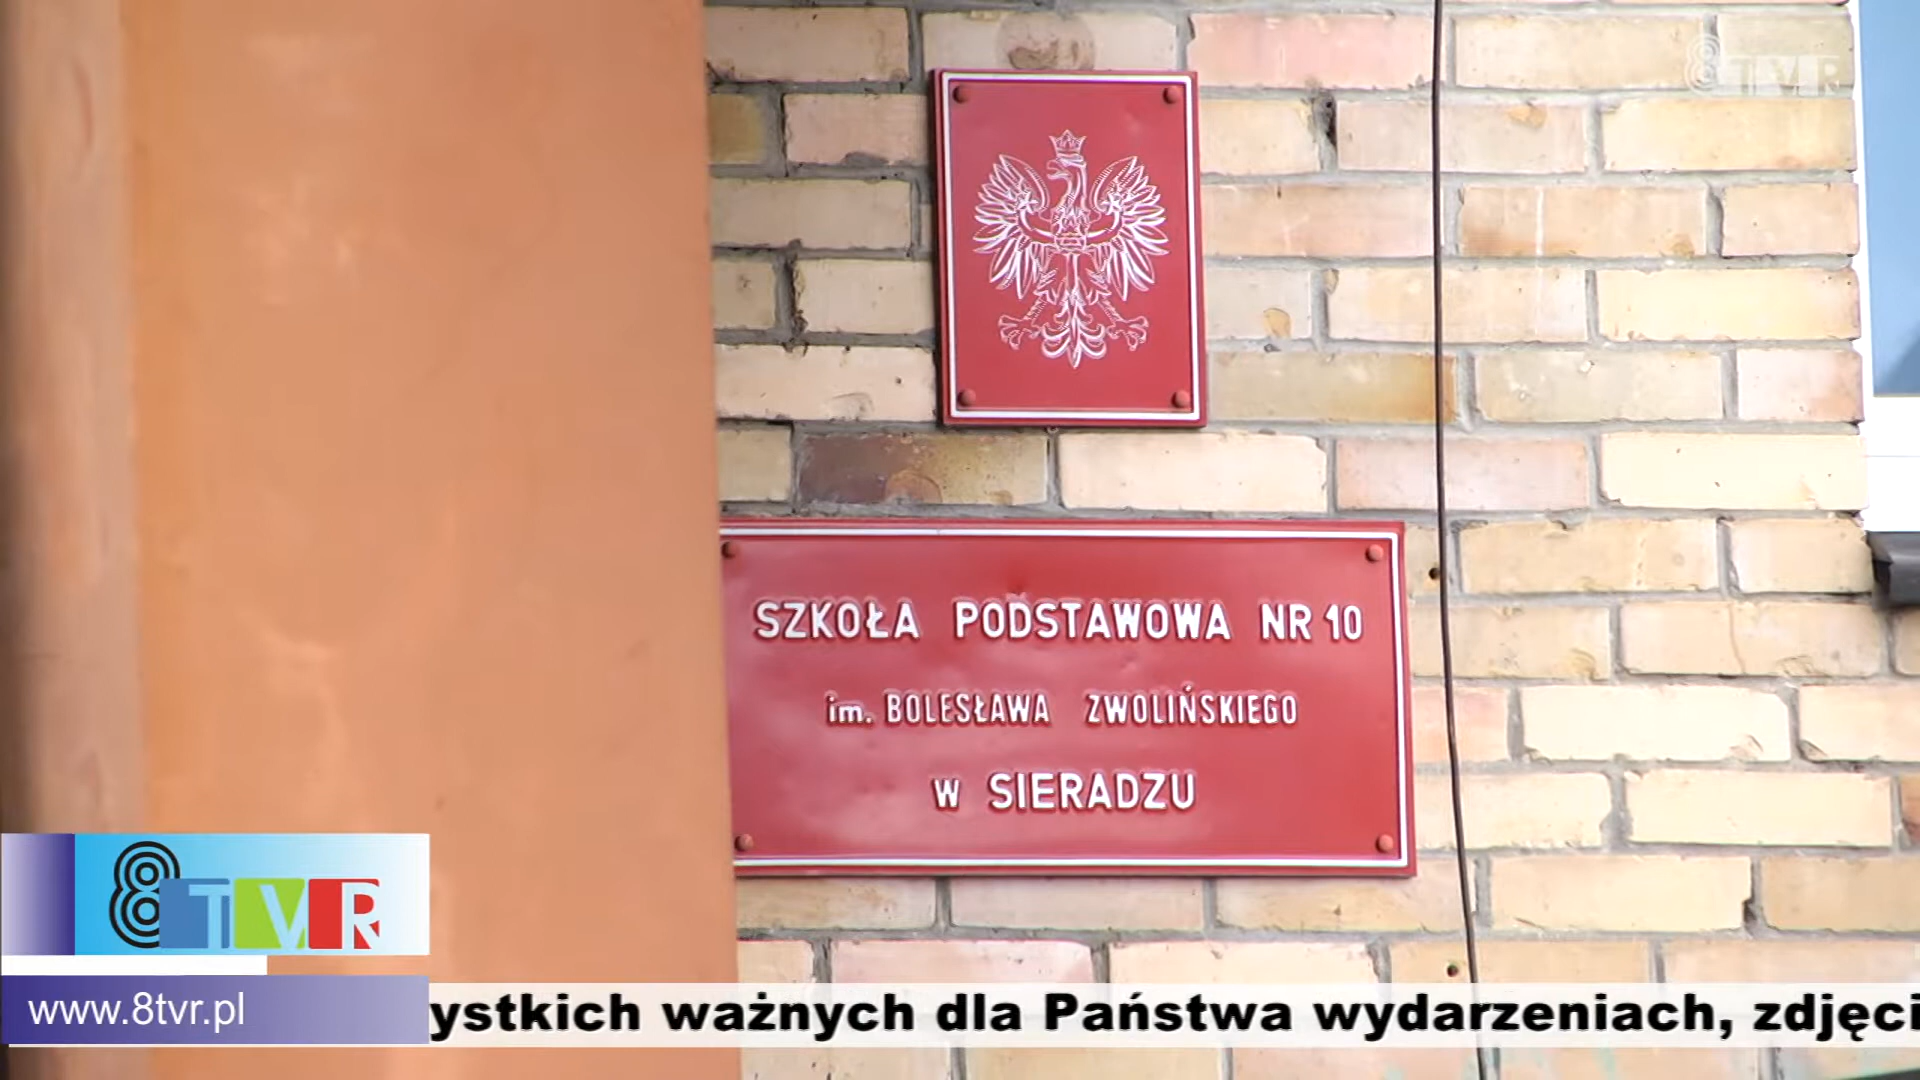 8TVR
SZKOŁA PODSTAWOWA NR 10
im. BOLESŁAWA ZWOLIŃSKIEGO
w SIERADZU
8TVR
www.8tvr.pl
ystkich ważnych dla Państwa wydarzeniach, zdjęci